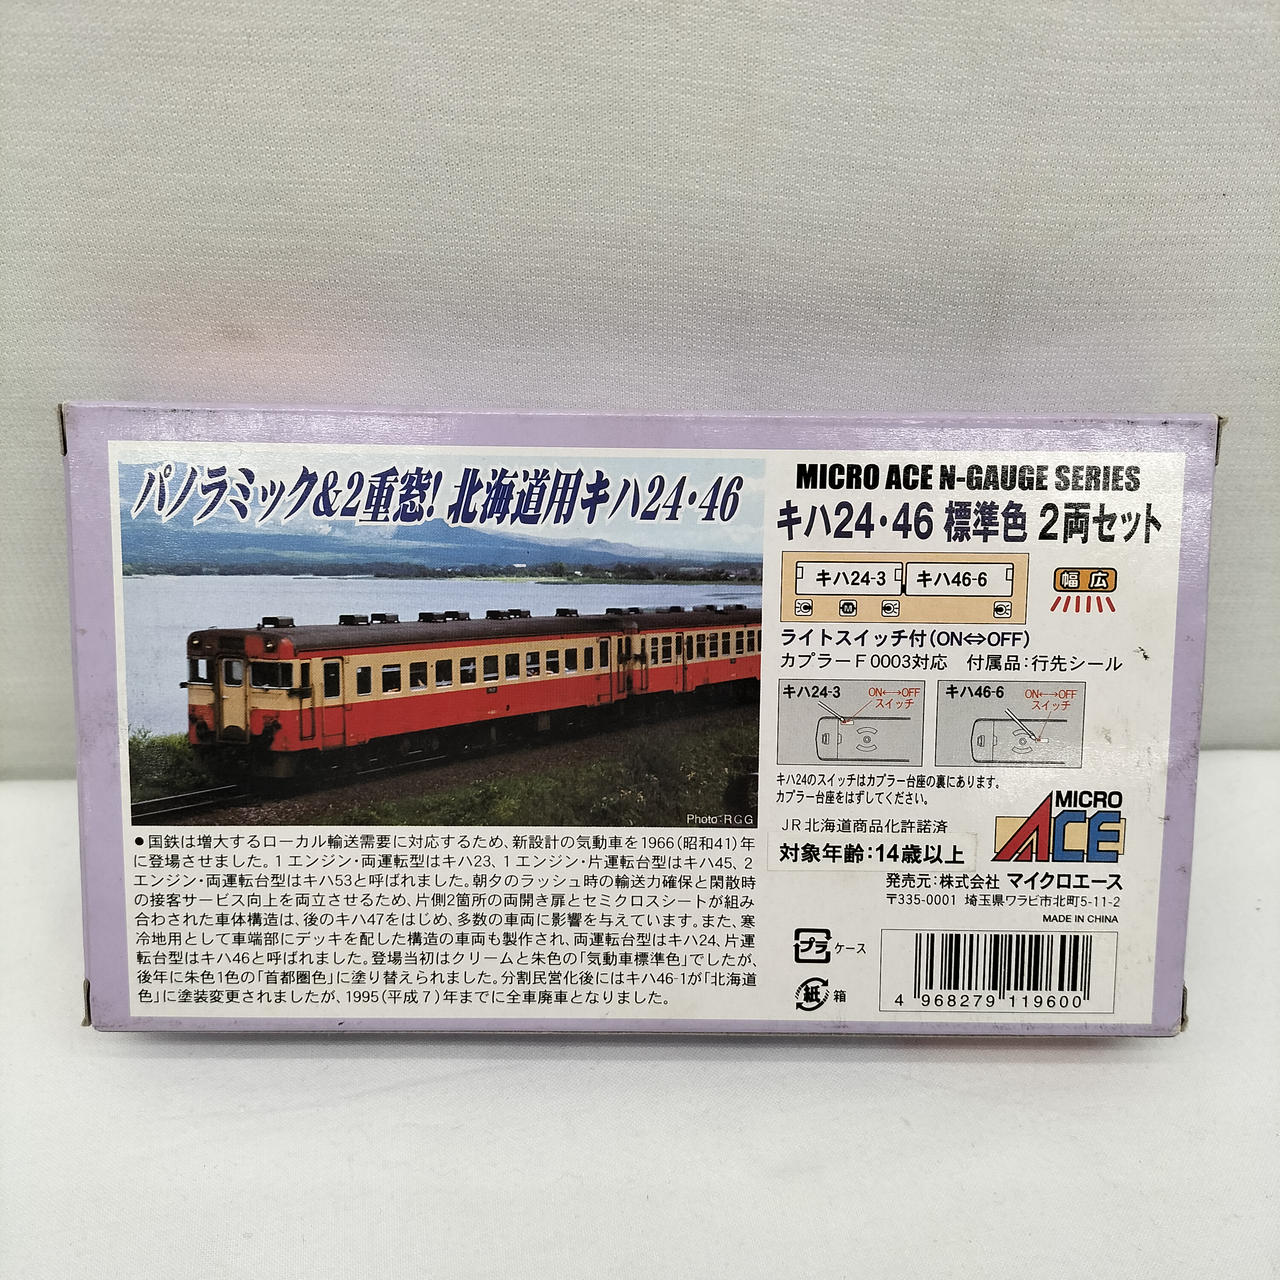 パノラミック&2重窓! 北海道用キハ24・46
Photo:RGG
●国鉄は増大するローカル輸送需要に対応するため、新設計の気動車を1966(昭和41)年
に登場させました。1エンジン・両運転型はキハ23、1エンジン・片運転台型はキハ45、2
エンジン・両運転台型はキハ53と呼ばれました。朝夕のラッシュ時の輸送力確保と閑散時
の接客サービス向上を両立させるため、片側2箇所の両開き扉とセミクロスシートが組み
合わされた車体構造は、後のキハ47をはじめ、多数の車両に影響を与えています。また、寒
冷地用として車端部にデッキを配した構造の車両も製作され、両運転台型はキハ24、片運
転台型はキハ46と呼ばれました。登場当初はクリームと朱色の「気動車標準色」でしたが、
後年に朱色1色の「首都圏色」に塗り替えられました。分割民営化後にはキハ46-1が「北海道
色」に塗装変更されましたが、1995(平成7)年までに全車廃車となりました。
MICRO ACE N-GAUGE SERIES
キハ24・46 標準色 2両セット
キハ24-3 キハ46-6
M
幅広
ライトスイッチ付(ON⇔OFF)
カプラーF0003対応 付属品:行先シール
キハ24-3 ON↔OFF
スイッチ
キハ46-6 ON↔OFF
スイッチ
キハ24のスイッチはカプラー台座の裏にあります。
カプラー台座をはずしてください。
JR北海道商品化許諾済
対象年齢:14歳以上
MICRO
ACE
発売元:株式会社 マイクロエース
〒335-0001 埼玉県ワラビ市北町5-11-2
MADE IN CHINA
プラ ケース
紙 箱
4 968279 119600